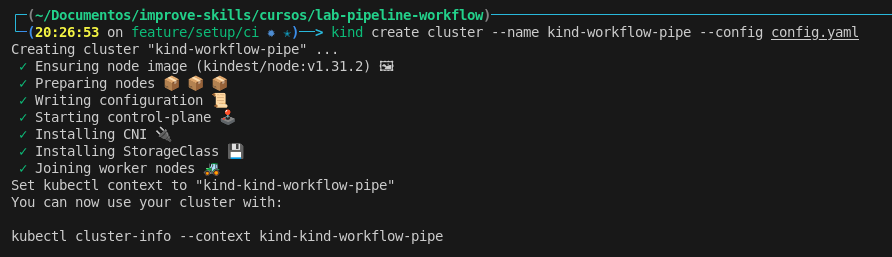 (~/Documentos/improve-skills/cursos/lab-pipeline-workflow)
(20:26:53 on feature/setup/ci ✹ ★)──> kind create cluster --name kind-workflow-pipe --config config.yaml
Creating cluster "kind-workflow-pipe" ...
✓ Ensuring node image (kindest/node:v1.31.2) 🖼
✓ Preparing nodes 📦 📦 📦
✓ Writing configuration 📜
✓ Starting control-plane 🕹️
✓ Installing CNI 🔌
✓ Installing StorageClass 💾
✓ Joining worker nodes 🚜
Set kubectl context to "kind-kind-workflow-pipe"
You can now use your cluster with:
kubectl cluster-info --context kind-kind-workflow-pipe